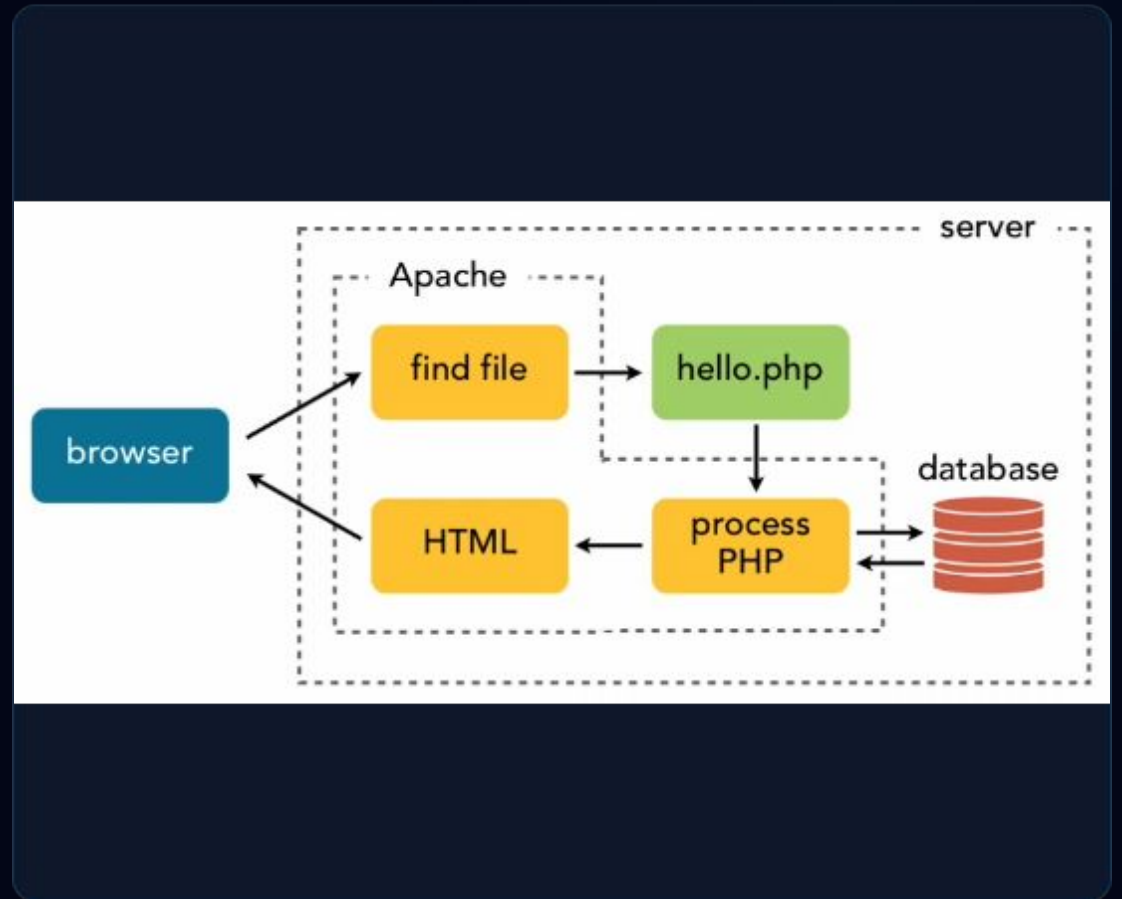 server
Apache
find file
hello.php
browser
database
HTML
process
PHP